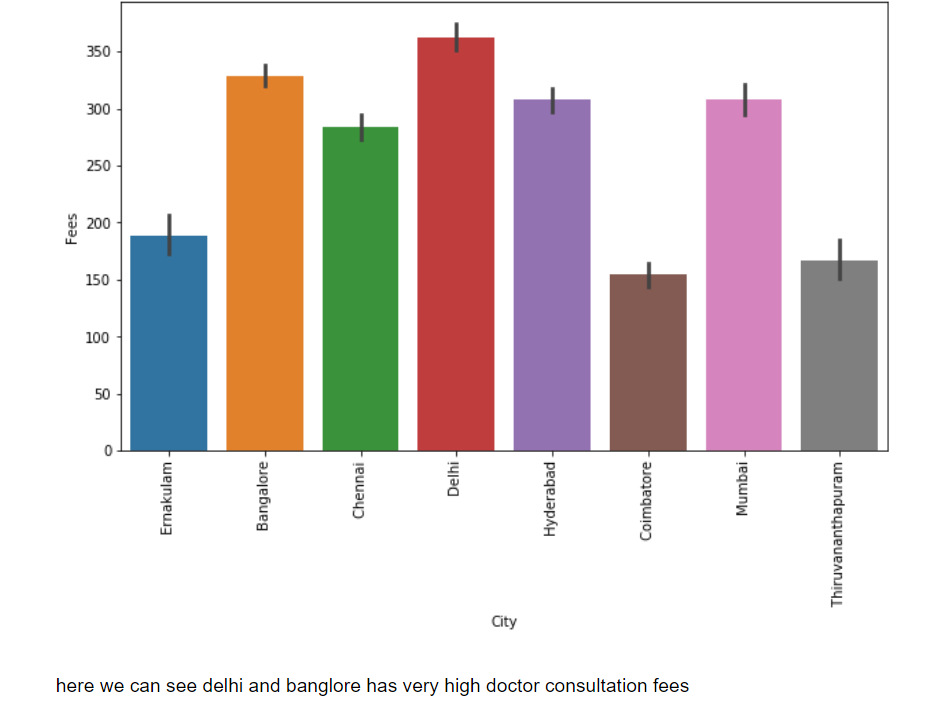 350
300
250
200
150
100
50
0
Fees
Ernakulam
Bangalore
Chennai
Delhi
Hyderabad
Coimbatore
Mumbai
Thiruvananthapuram
City
here we can see delhi and banglore has very high doctor consultation fees